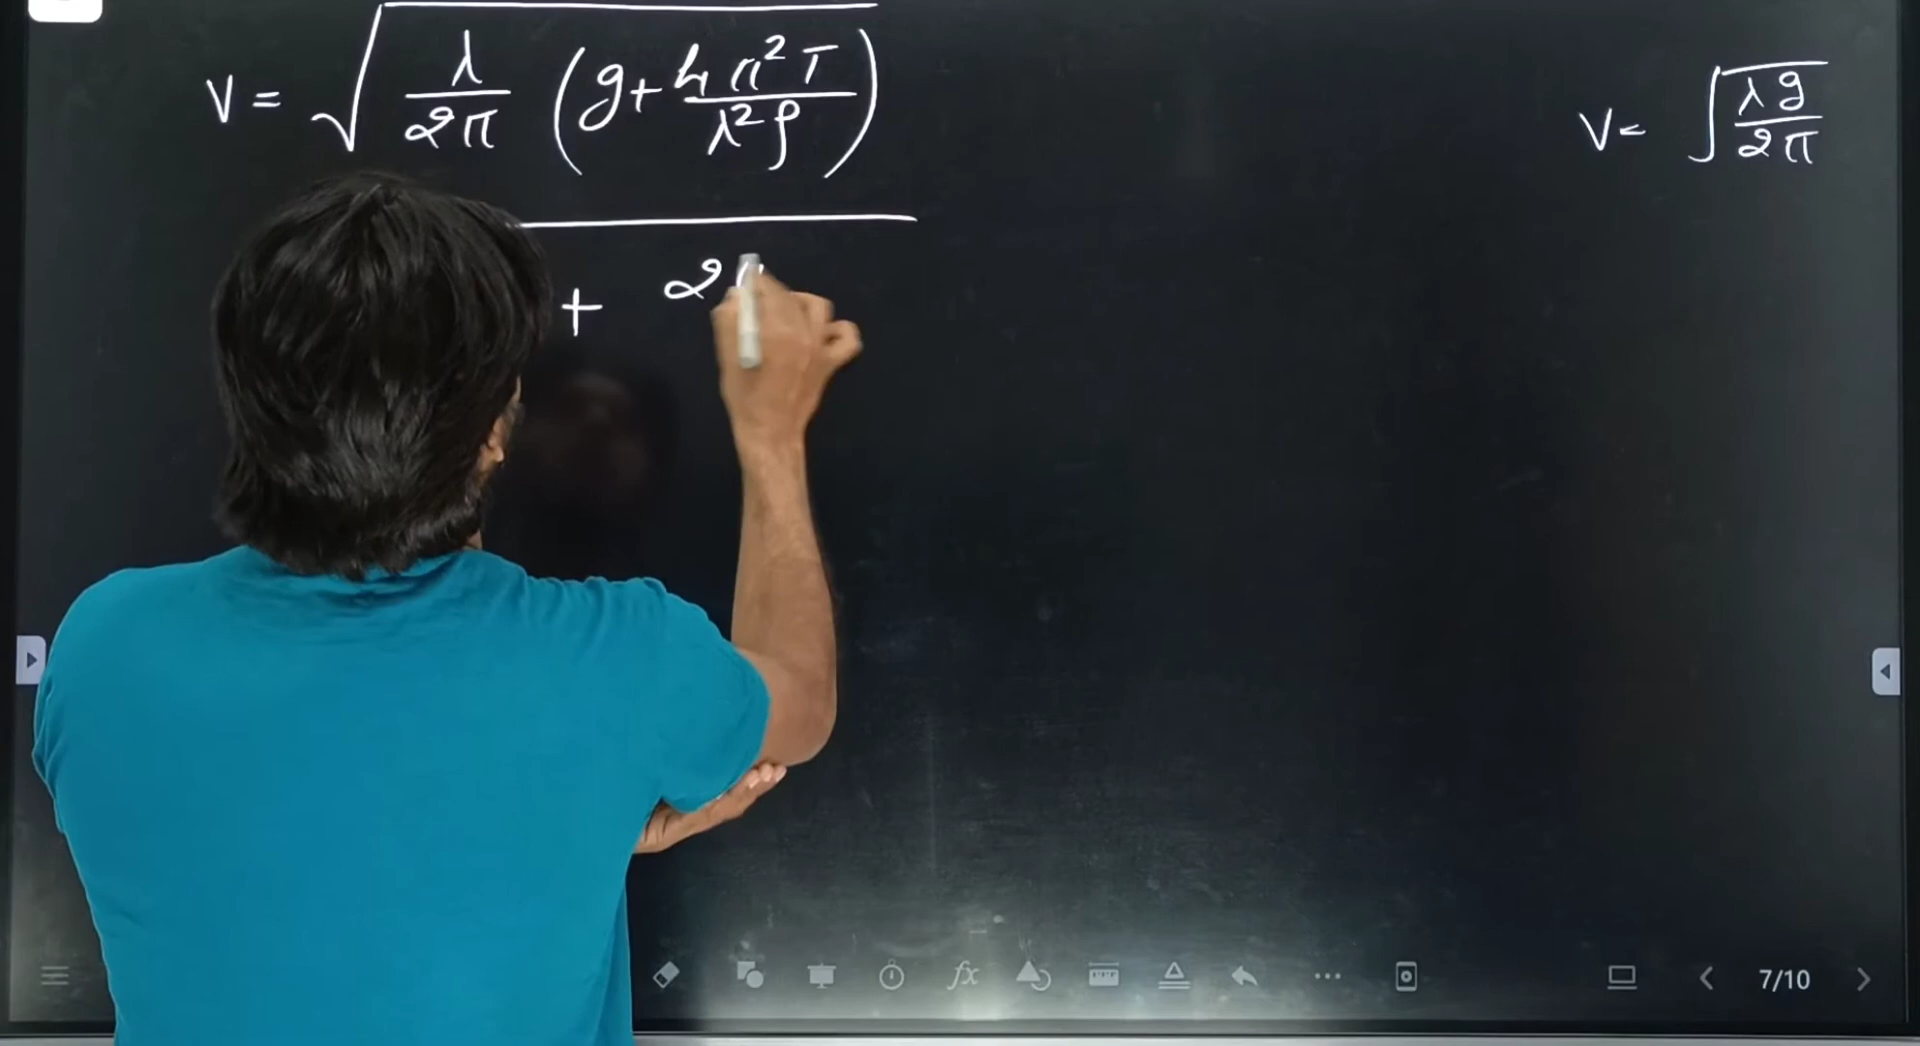 V = √(λ/2π (g + 4π²T/λ²ρ))
V = √(λg/2π)
+ 2
7/10